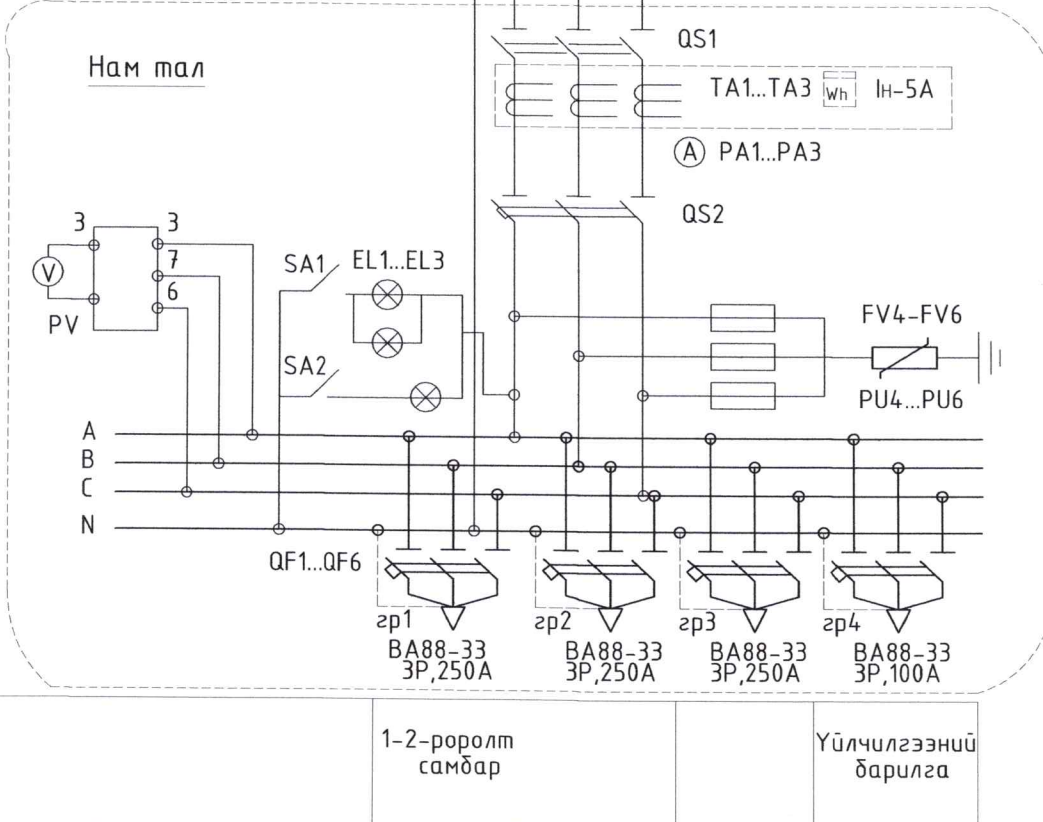 QS1
Нам тал
TA1...TA3 Wh Iн-5A
A PA1...PA3
QS2
3 3
7
6
V
PV
SA1 EL1...EL3
SA2
FV4-FV6
PU4...PU6
A
B
C
N
QF1...QF6
гр1
BA88-33
3P,250A
гр2
BA88-33
3P,250A
гр3
BA88-33
3P,250A
гр4
BA88-33
3P,100A
1-2-роролт
самбар
Үйлчилгээний
барилга